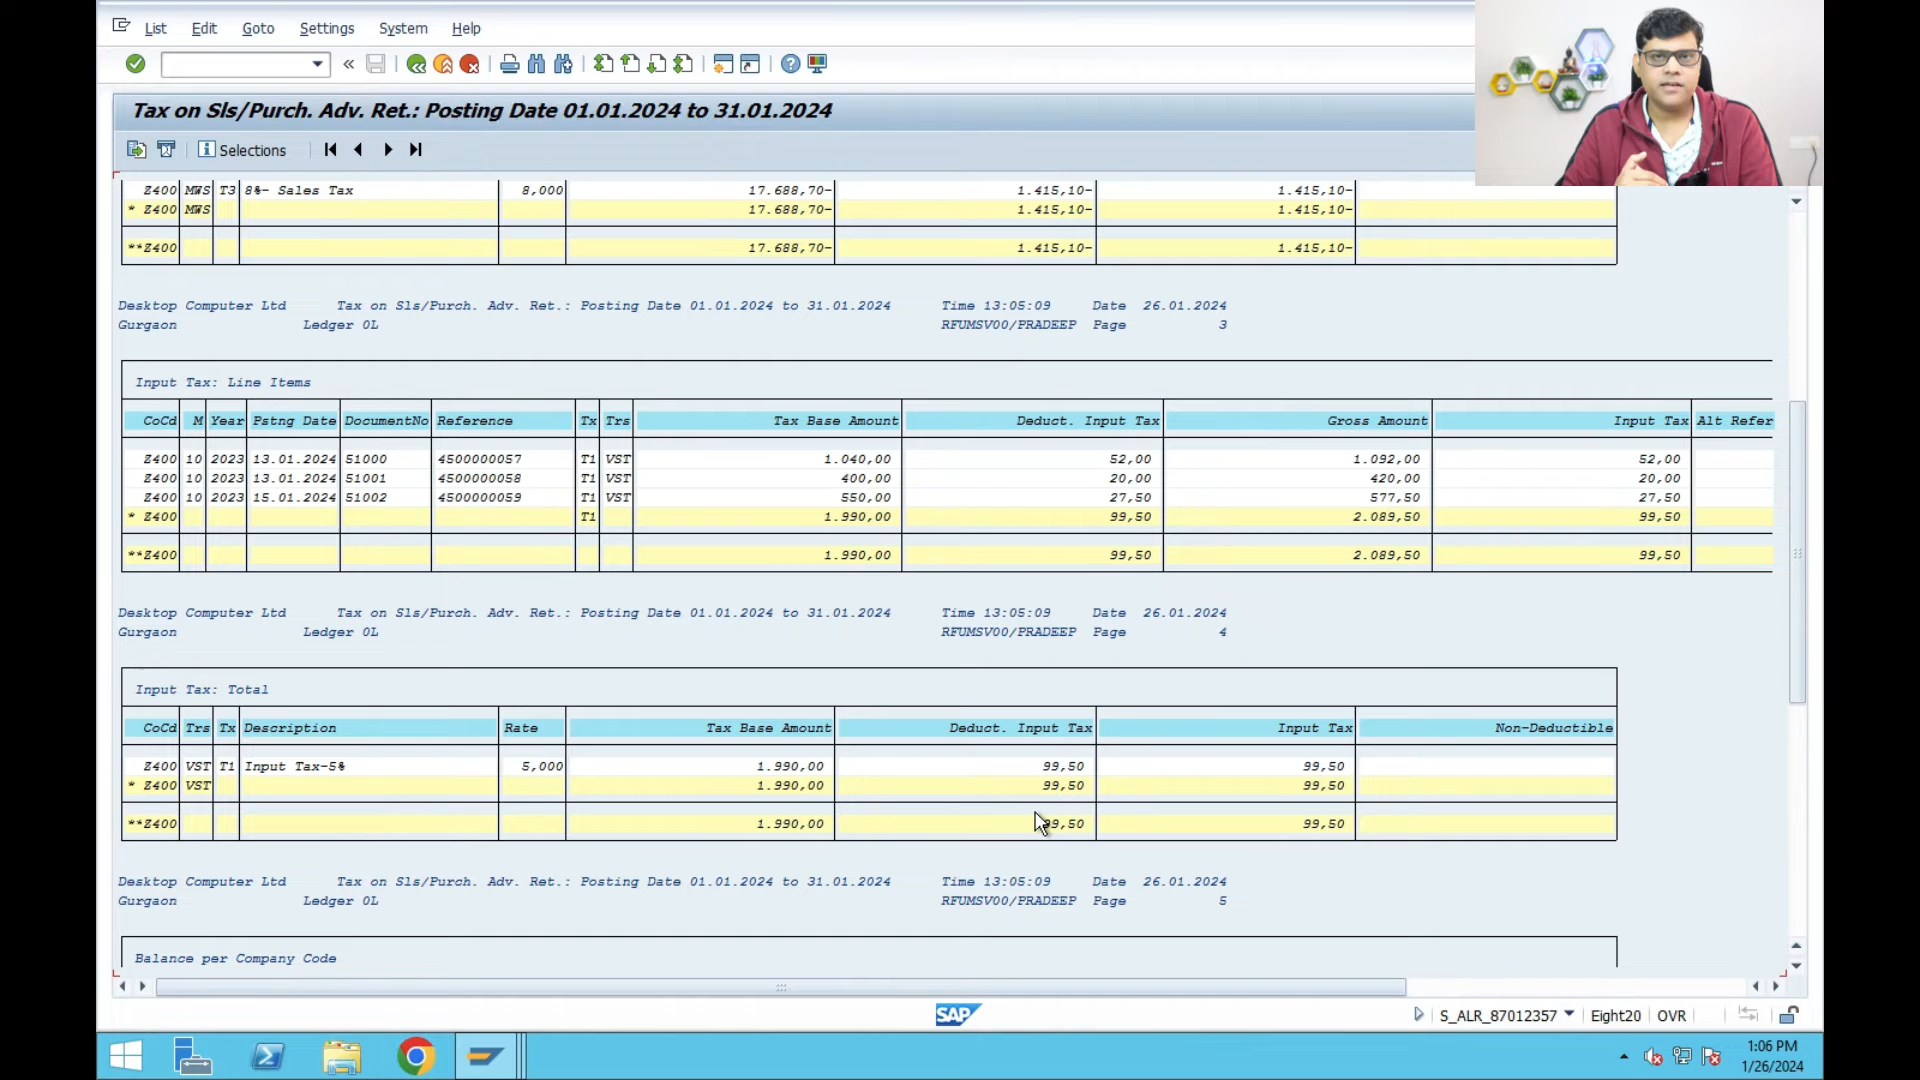 List Edit Goto Settings System Help
Tax on Sls/Purch. Adv. Ret.: Posting Date 01.01.2024 to 31.01.2024
Selections
Z400 MWS T3 8%- Sales Tax 8,000 17.688,70- 1.415,10- 1.415,10-
* Z400 MWS 17.688,70- 1.415,10- 1.415,10-
**Z400 17.688,70- 1.415,10- 1.415,10-
Desktop Computer Ltd Tax on Sls/Purch. Adv. Ret.: Posting Date 01.01.2024 to 31.01.2024 Time 13:05:09 Date 26.01.2024
Gurgaon Ledger 0L RFUMSV00/PRADEEP Page 3
Input Tax: Line Items
CoCd M Year Pstng Date DocumentNo Reference Tx Trs Tax Base Amount Deduct. Input Tax Gross Amount Input Tax Alt Refer
Z400 10 2023 13.01.2024 51000 4500000057 T1 VST 1.040,00 52,00 1.092,00 52,00
Z400 10 2023 13.01.2024 51001 4500000058 T1 VST 400,00 20,00 420,00 20,00
Z400 10 2023 15.01.2024 51002 4500000059 T1 VST 550,00 27,50 577,50 27,50
* Z400 T1 1.990,00 99,50 2.089,50 99,50
**Z400 1.990,00 99,50 2.089,50 99,50
Desktop Computer Ltd Tax on Sls/Purch. Adv. Ret.: Posting Date 01.01.2024 to 31.01.2024 Time 13:05:09 Date 26.01.2024
Gurgaon Ledger 0L RFUMSV00/PRADEEP Page 4
Input Tax: Total
CoCd Trs Tx Description Rate Tax Base Amount Deduct. Input Tax Input Tax Non-Deductible
Z400 VST T1 Input Tax-5% 5,000 1.990,00 99,50 99,50
* Z400 VST 1.990,00 99,50 99,50
**Z400 1.990,00 99,50 99,50
Desktop Computer Ltd Tax on Sls/Purch. Adv. Ret.: Posting Date 01.01.2024 to 31.01.2024 Time 13:05:09 Date 26.01.2024
Gurgaon Ledger 0L RFUMSV00/PRADEEP Page 5
Balance per Company Code
SAP S_ALR_87012357 Eight20 OVR
1:06 PM
1/26/2024